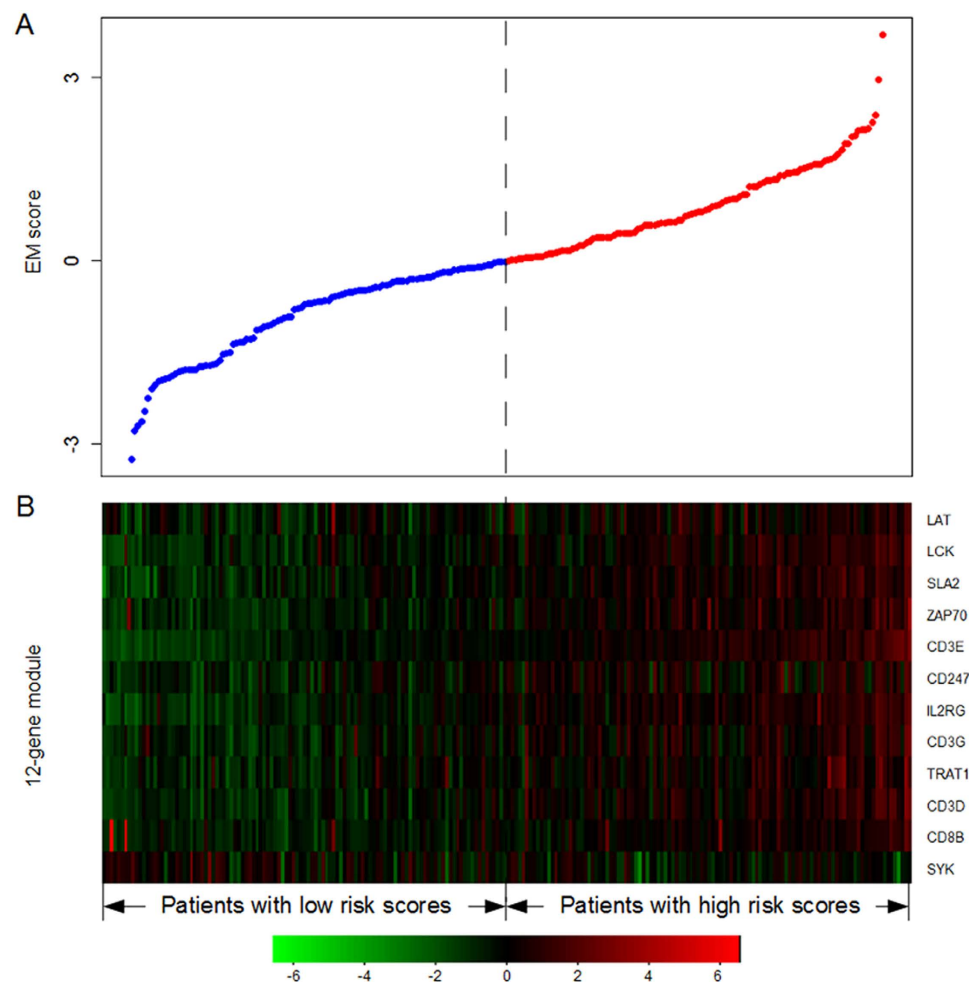 A
EM score
3
0
-3
B
12-gene module
LAT
LCK
SLA2
ZAP70
CD3E
CD247
IL2RG
CD3G
TRAT1
CD3D
CD8B
SYK
Patients with low risk scores
Patients with high risk scores
-6 -4 -2 0 2 4 6